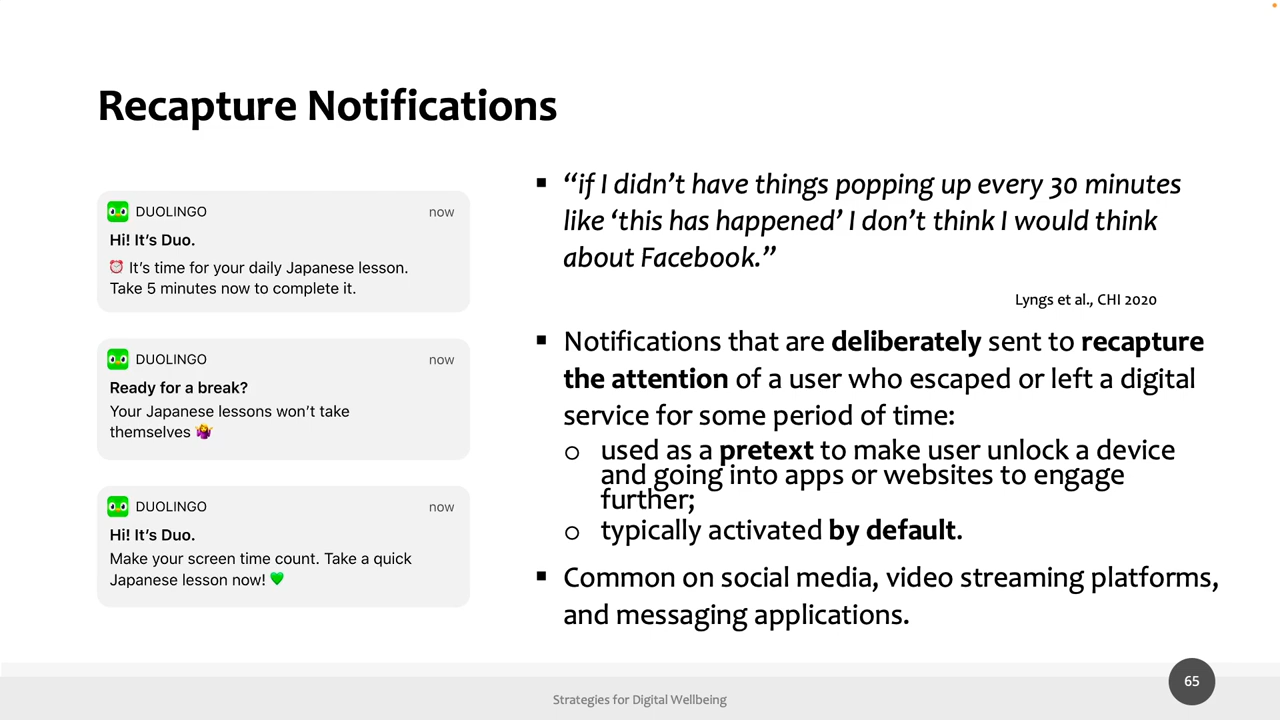 Recapture Notifications
DUOLINGO now
Hi! It's Duo.
⏰ It's time for your daily Japanese lesson.
Take 5 minutes now to complete it.
DUOLINGO now
Ready for a break?
Your Japanese lessons won't take
themselves 🤷‍♀️
DUOLINGO now
Hi! It's Duo.
Make your screen time count. Take a quick
Japanese lesson now! 💚
▪ “if I didn’t have things popping up every 30 minutes
like ‘this has happened’ I don’t think I would think
about Facebook.”
Lyngs et al., CHI 2020
▪ Notifications that are deliberately sent to recapture
the attention of a user who escaped or left a digital
service for some period of time:
o used as a pretext to make user unlock a device
and going into apps or websites to engage
further;
o typically activated by default.
▪ Common on social media, video streaming platforms,
and messaging applications.
Strategies for Digital Wellbeing
65